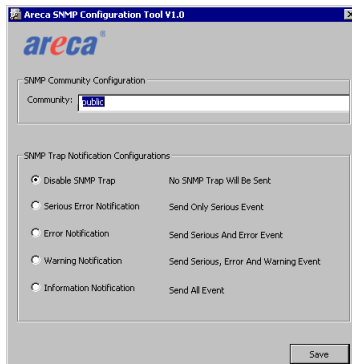 Areca SNMP Configuration Tool V1.0
areca®
SNMP Community Configuration
Community: public
SNMP Trap Notification Configurations
Disable SNMP Trap No SNMP Trap Will Be Sent
Serious Error Notification Send Only Serious Event
Error Notification Send Serious And Error Event
Warning Notification Send Serious, Error And Warning Event
Information Notification Send All Event
Save